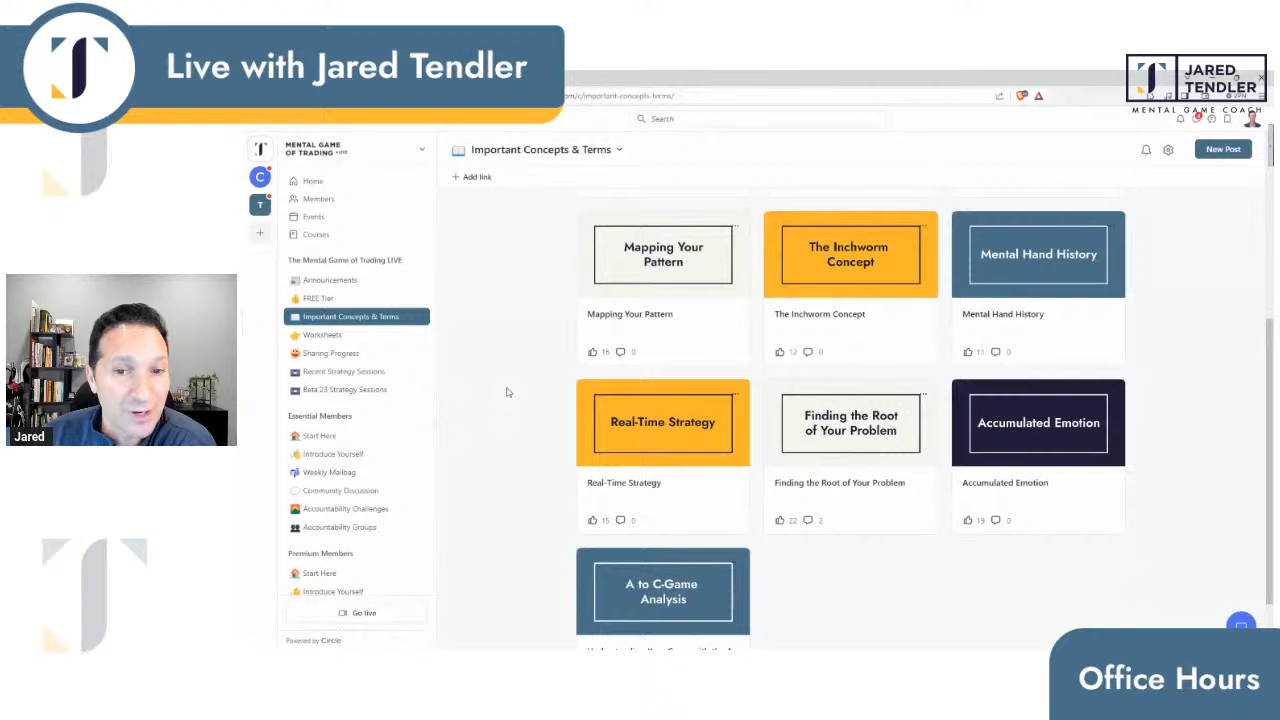 Live with Jared Tendler
JARED
TENDLER
MENTAL GAME COACH
om/c/important-concepts-terms/
VPN
Search
MENTAL GAME
OF TRADING • LIVE
C
T
Home
Members
Events
Courses
The Mental Game of Trading LIVE
Announcements
FREE Tier
Important Concepts & Terms
Worksheets
Sharing Progress
Recent Strategy Sessions
Beta'23 Strategy Sessions
Essential Members
Start Here
Introduce Yourself
Weekly Mailbag
Community Discussion
Accountability Challenges
Accountability Groups
Premium Members
Start Here
Introduce Yourself
Go live
Powered by Circle
Important Concepts & Terms
New Post
+ Add link
Mapping Your
Pattern
Mapping Your Pattern
16 0
The Inchworm
Concept
The Inchworm Concept
12 0
Mental Hand History
Mental Hand History
11 0
Real-Time Strategy
Real-Time Strategy
15 0
Finding the Root
of Your Problem
Finding the Root of Your Problem
22 2
Accumulated Emotion
Accumulated Emotion
19 0
A to C-Game
Analysis
Jared
Office Hours